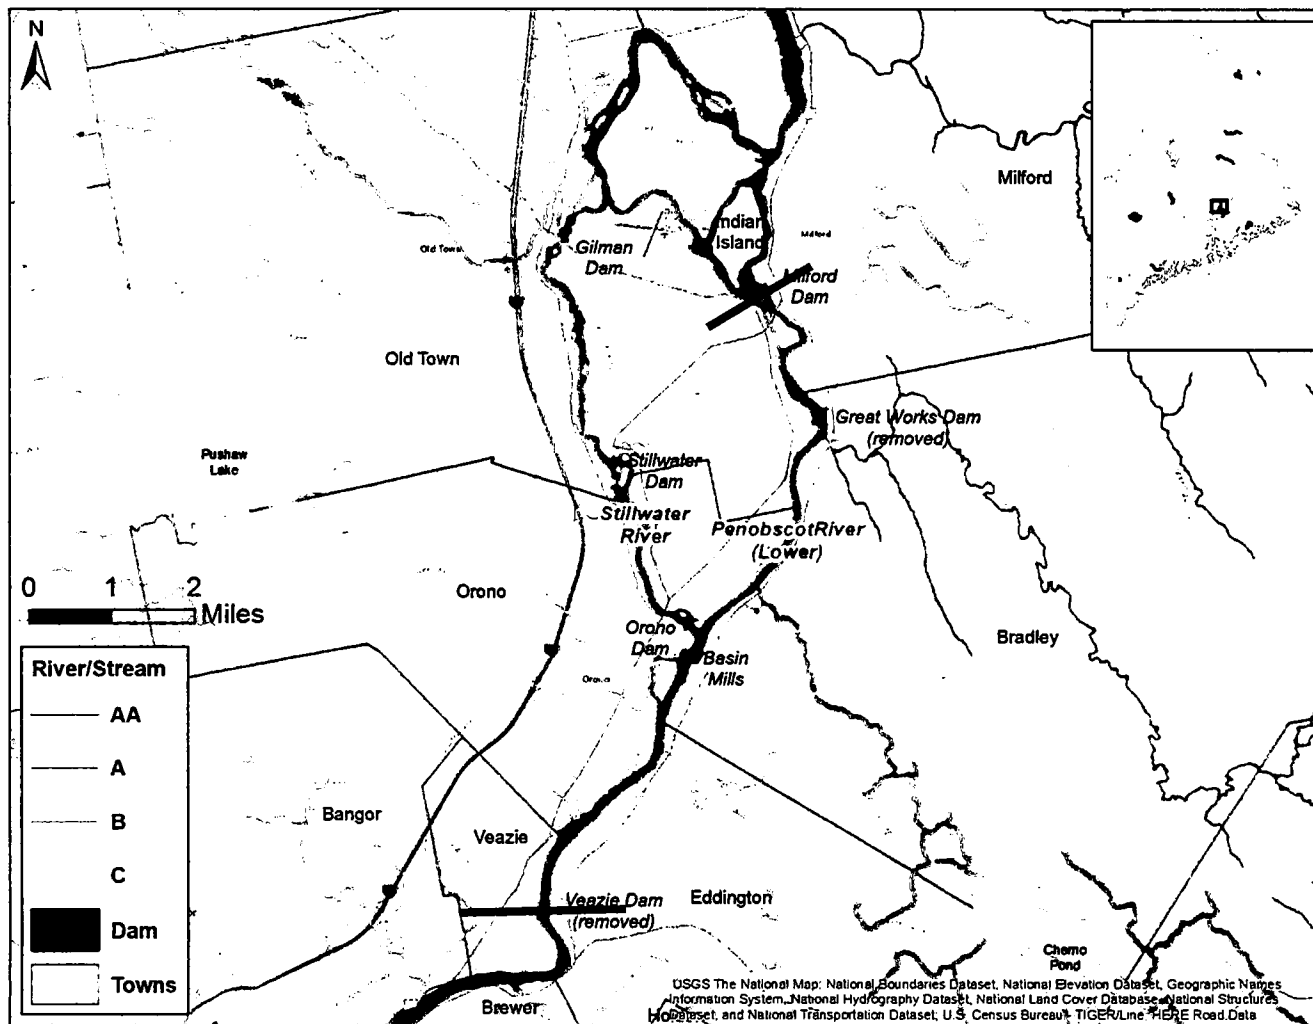 N
Milford
Indian
Island
Milford
Old Town
Gilman
Dam
Milford
Dam
Old Town
Great Works Dam
(removed)
Pushaw
Lake
Stillwater
Dam
Stillwater
River
Penobscot River
(Lower)
0 1 2
Miles
Orono
Orono
Dam
Bradley
Basin
Mills
Orono
River/Stream
AA
A
B
C
Dam
Towns
Bangor
Veazie
Eddington
Veazie Dam
(removed)
Chemo
Pond
Brewer
USGS The National Map: National Boundaries Dataset, National Elevation Dataset, Geographic Names
Information System, National Hydrography Dataset, National Land Cover Database, National Structures
Dataset, and National Transportation Dataset; U.S. Census Bureau - TIGER/Line; HERE Road Data